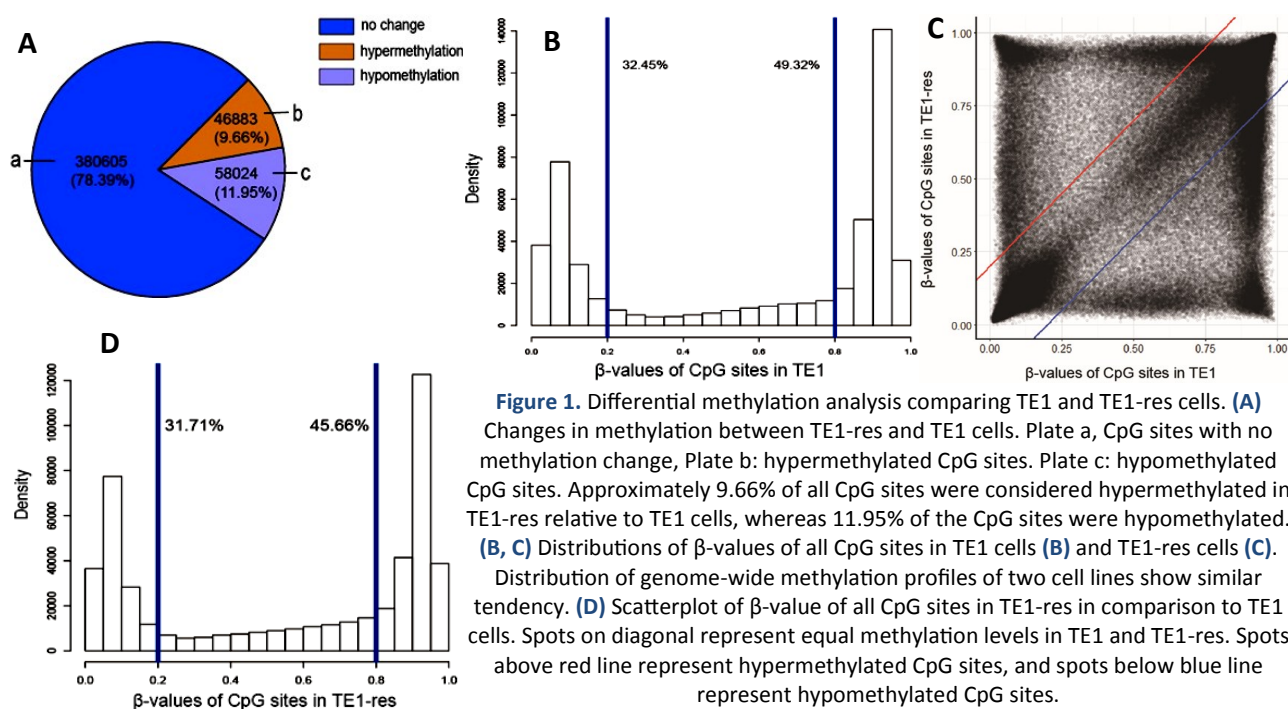 A
no change
hypermethylation
hypomethylation
a
380605
(78.39%)
46883
(9.66%)
b
58024
(11.95%)
c
B
32.45%
49.32%
Density
140000
120000
100000
80000
60000
40000
20000
0
0.0
0.2
0.4
0.6
0.8
1.0
β-values of CpG sites in TE1
C
β-values of CpG sites in TE1-res
1.00
0.75
0.50
0.25
0.00
0.00
0.25
0.50
0.75
1.00
β-values of CpG sites in TE1
D
31.71%
45.66%
Density
120000
100000
80000
60000
40000
20000
0
0.0
0.2
0.4
0.6
0.8
1.0
β-values of CpG sites in TE1-res
Figure 1. Differential methylation analysis comparing TE1 and TE1-res cells. (A)
Changes in methylation between TE1-res and TE1 cells. Plate a, CpG sites with no
methylation change, Plate b: hypermethylated CpG sites. Plate c: hypomethylated
CpG sites. Approximately 9.66% of all CpG sites were considered hypermethylated in
TE1-res relative to TE1 cells, whereas 11.95% of the CpG sites were hypomethylated.
(B, C) Distributions of β-values of all CpG sites in TE1 cells (B) and TE1-res cells (C).
Distribution of genome-wide methylation profiles of two cell lines show similar
tendency. (D) Scatterplot of β-value of all CpG sites in TE1-res in comparison to TE1
cells. Spots on diagonal represent equal methylation levels in TE1 and TE1-res. Spots
above red line represent hypermethylated CpG sites, and spots below blue line
represent hypomethylated CpG sites.